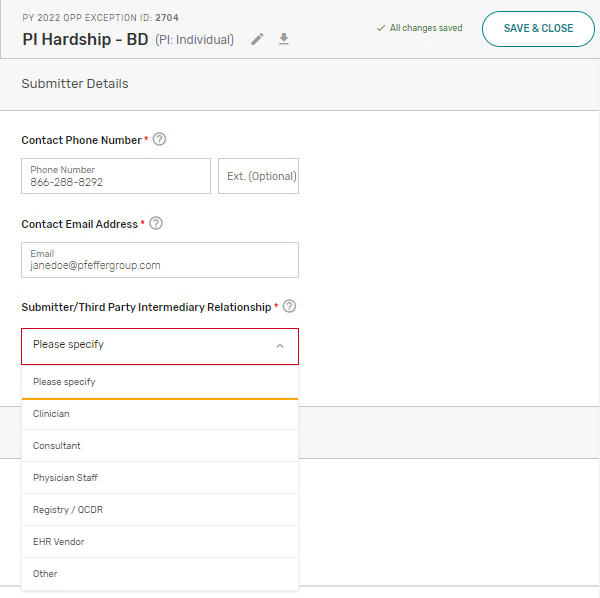 PY 2022 QPP EXCEPTION ID: 2704
PI Hardship - BD (PI: Individual)
All changes saved
SAVE & CLOSE
Submitter Details
Contact Phone Number *
Phone Number
866-288-8292
Ext. (Optional)
Contact Email Address *
Email
janedoe@pfeffergroup.com
Submitter/Third Party Intermediary Relationship *
Please specify
Please specify
Clinician
Consultant
Physician Staff
Registry / QCDR
EHR Vendor
Other